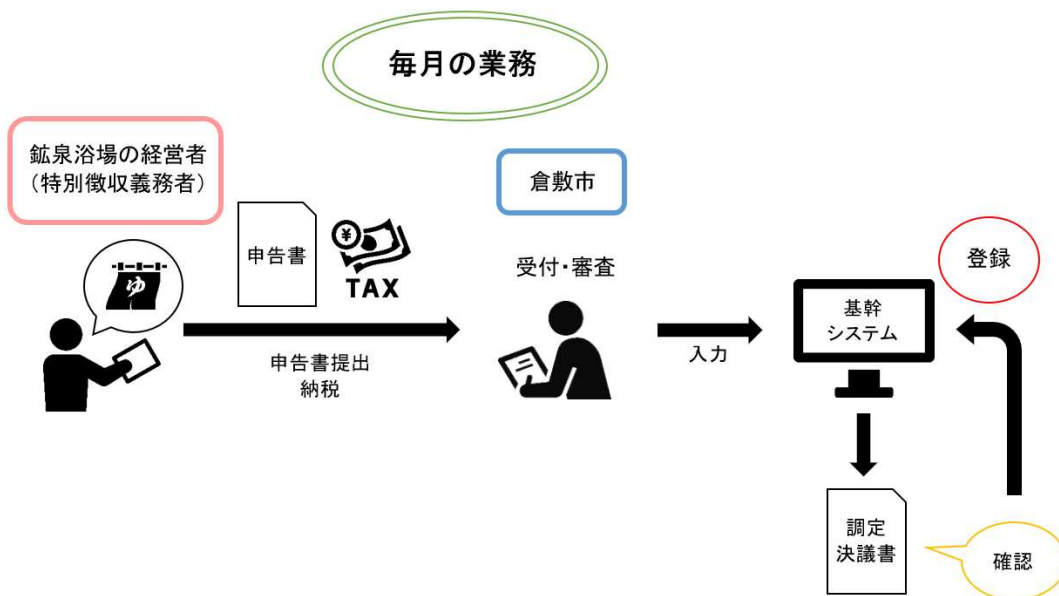 毎月の業務
鉱泉浴場の経営者
（特別徴収義務者）
倉敷市
申告書
¥
TAX
ゆ
受付・審査
登録
基幹
システム
申告書提出
納税
入力
調定
決議書
確認